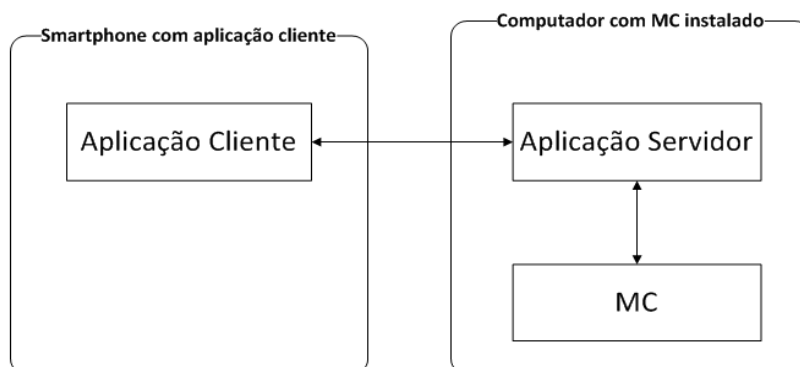 Smartphone com aplicação cliente
Computador com MC instalado
Aplicação Cliente
Aplicação Servidor
MC